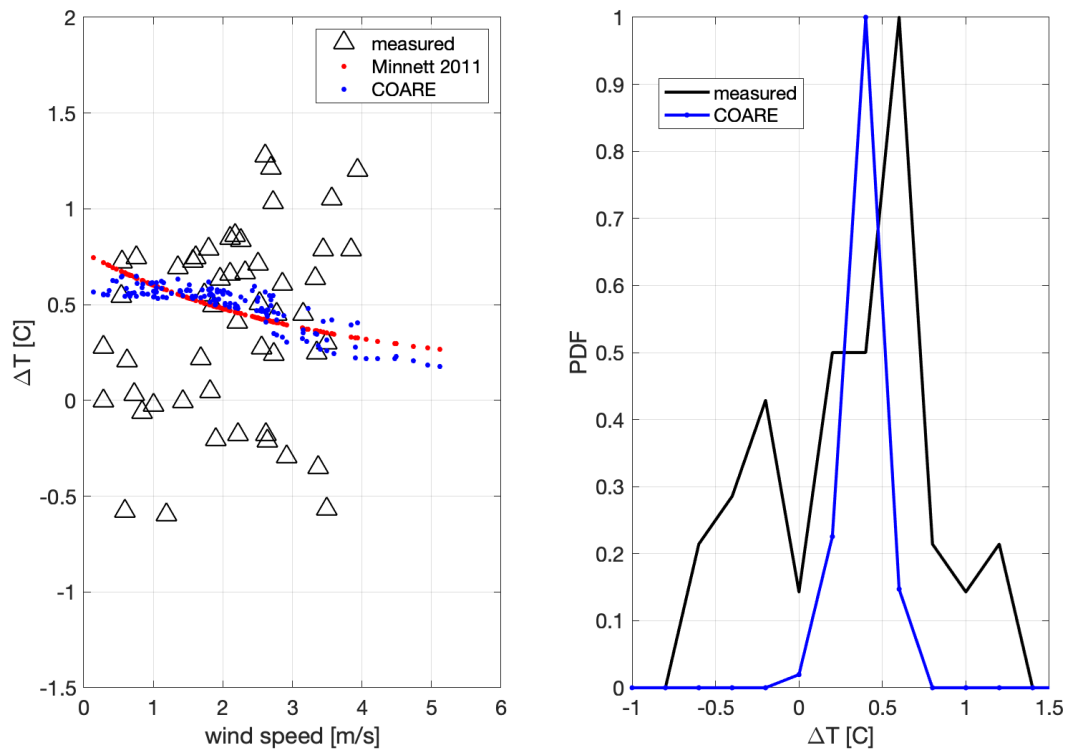 2
1.5
1
0.5
0
-0.5
-1
-1.5
ΔT [C]
0 1 2 3 4 5 6
wind speed [m/s]
measured
Minnett 2011
COARE
1
0.9
0.8
0.7
0.6
0.5
0.4
0.3
0.2
0.1
0
PDF
-1 -0.5 0 0.5 1 1.5
ΔT [C]
measured
COARE